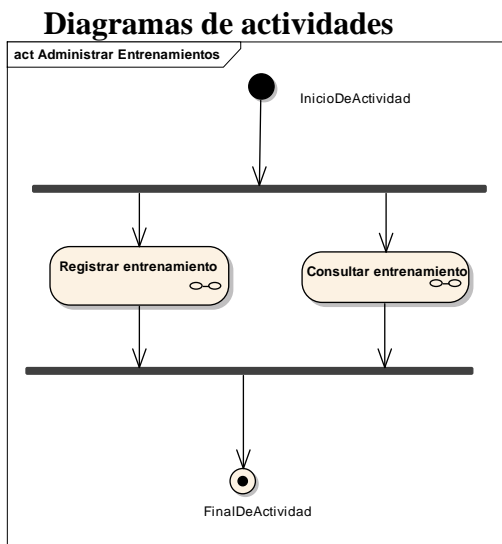 Diagramas de actividades
act Administrar Entrenamientos
InicioDeActividad
Registrar entrenamiento
Consultar entrenamiento
FinalDeActividad